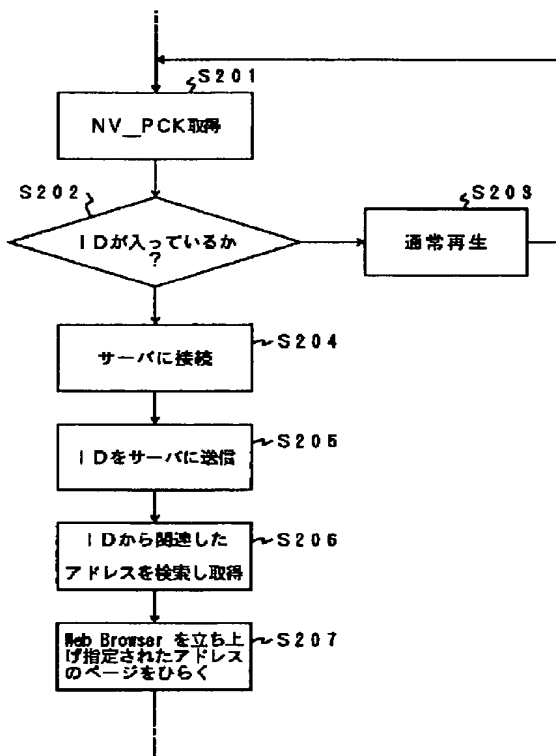 S201
NV_PCK取得
S202
IDが入っているか
?
S203
通常再生
サーバに接続
S204
IDをサーバに送信
S205
IDから関連した
アドレスを検索し取得
S206
Web Browser を立ち上
げ指定されたアドレス
のページをひらく
S207